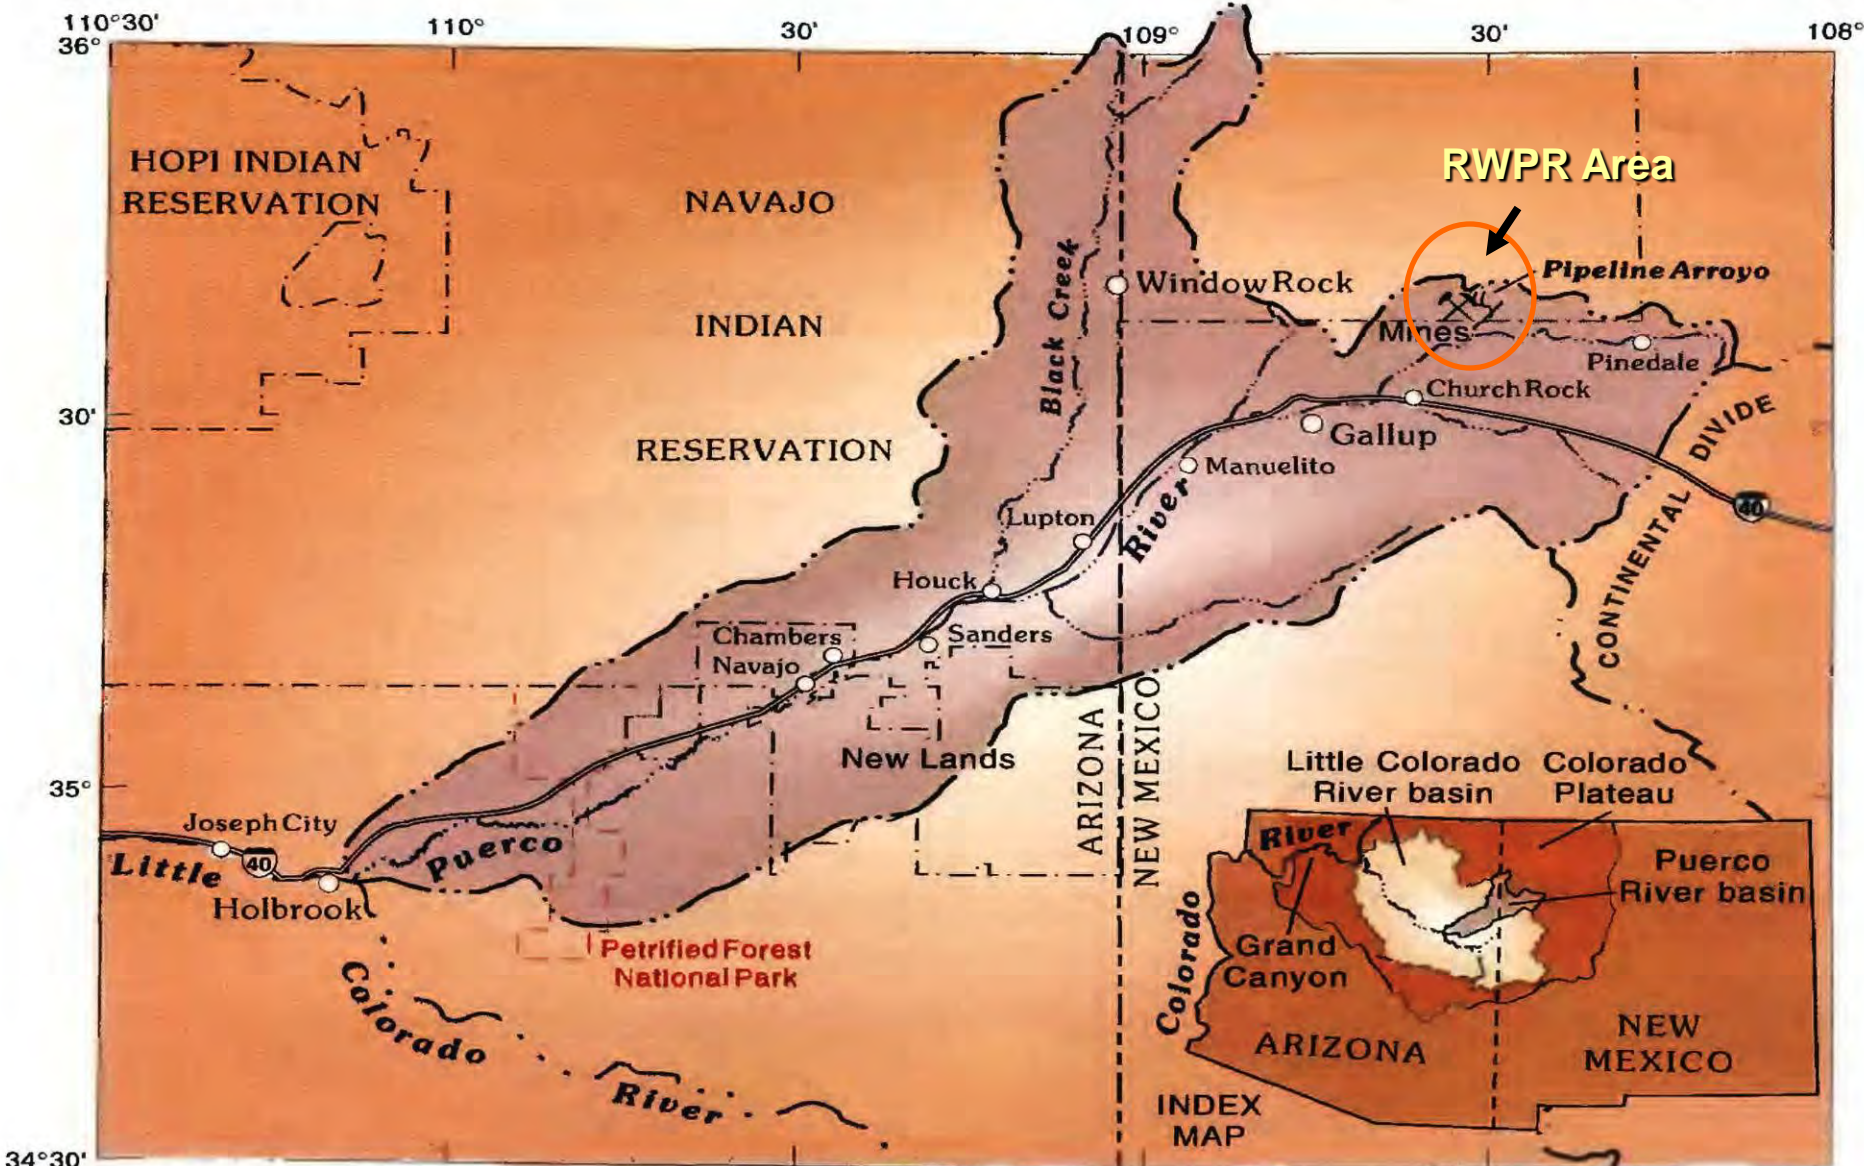 110°30'
110°
30'
109°
30'
108°
36°
HOPI INDIAN
RESERVATION
NAVAJO
INDIAN
RESERVATION
RWPR Area
Black Creek
Window Rock
Pipeline Arroyo
Mines
Pinedale
Church Rock
30'
Gallup
Manuelito
CONTINENTAL DIVIDE
40
Lupton
River
Houck
Chambers
Sanders
Navajo
New Lands
ARIZONA
NEW MEXICO
35°
Joseph City
40
Little
Puerco
Holbrook
Petrified Forest
National Park
Colorado
River
Little Colorado
River basin
Colorado
Plateau
River
Puerco
River basin
Grand
Canyon
Colorado
ARIZONA
NEW
MEXICO
INDEX
MAP
34°30'